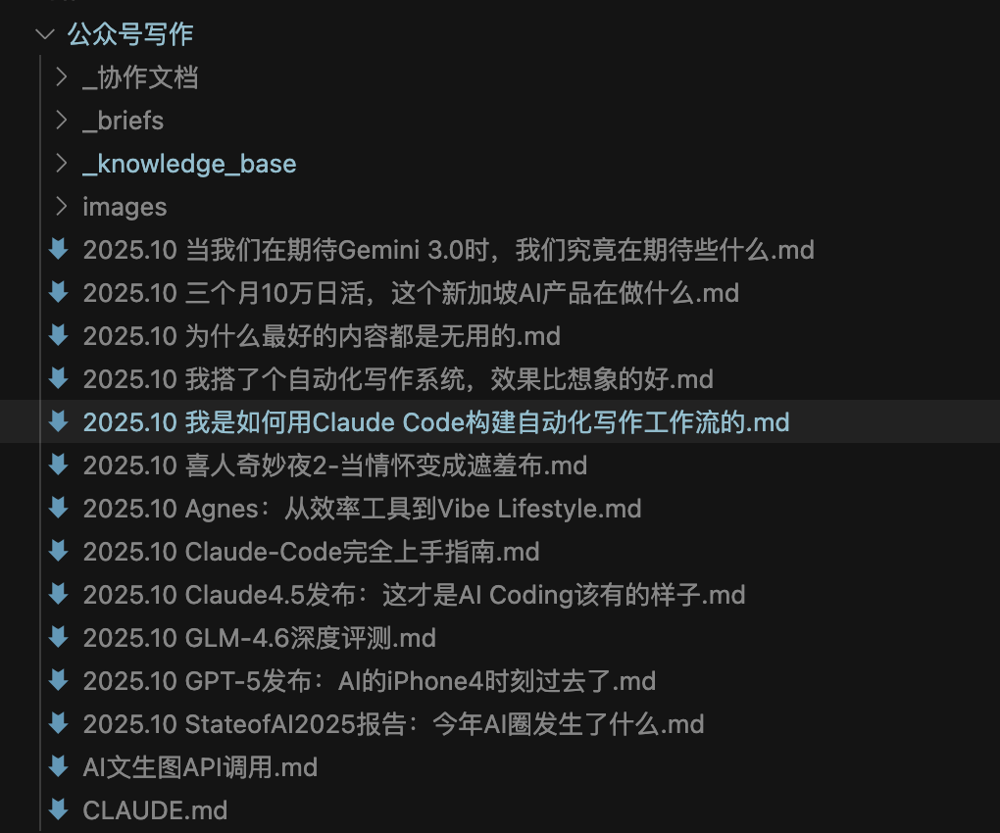 公众号写作
_协作文档
_briefs
_knowledge_base
images
2025.10 当我们在期待Gemini 3.0时，我们究竟在期待些什么.md
2025.10 三个月10万日活，这个新加坡AI产品在做什么.md
2025.10 为什么最好的内容都是无用的.md
2025.10 我搭了个自动化写作系统，效果比想象的好.md
2025.10 我是如何用Claude Code构建自动化写作工作流的.md
2025.10 喜人奇妙夜2-当情怀变成遮羞布.md
2025.10 Agnes：从效率工具到Vibe Lifestyle.md
2025.10 Claude-Code完全上手指南.md
2025.10 Claude4.5发布：这才是AI Coding该有的样子.md
2025.10 GLM-4.6深度评测.md
2025.10 GPT-5发布：AI的iPhone4时刻过去了.md
2025.10 StateofAI2025报告：今年AI圈发生了什么.md
AI文生图API调用.md
CLAUDE.md